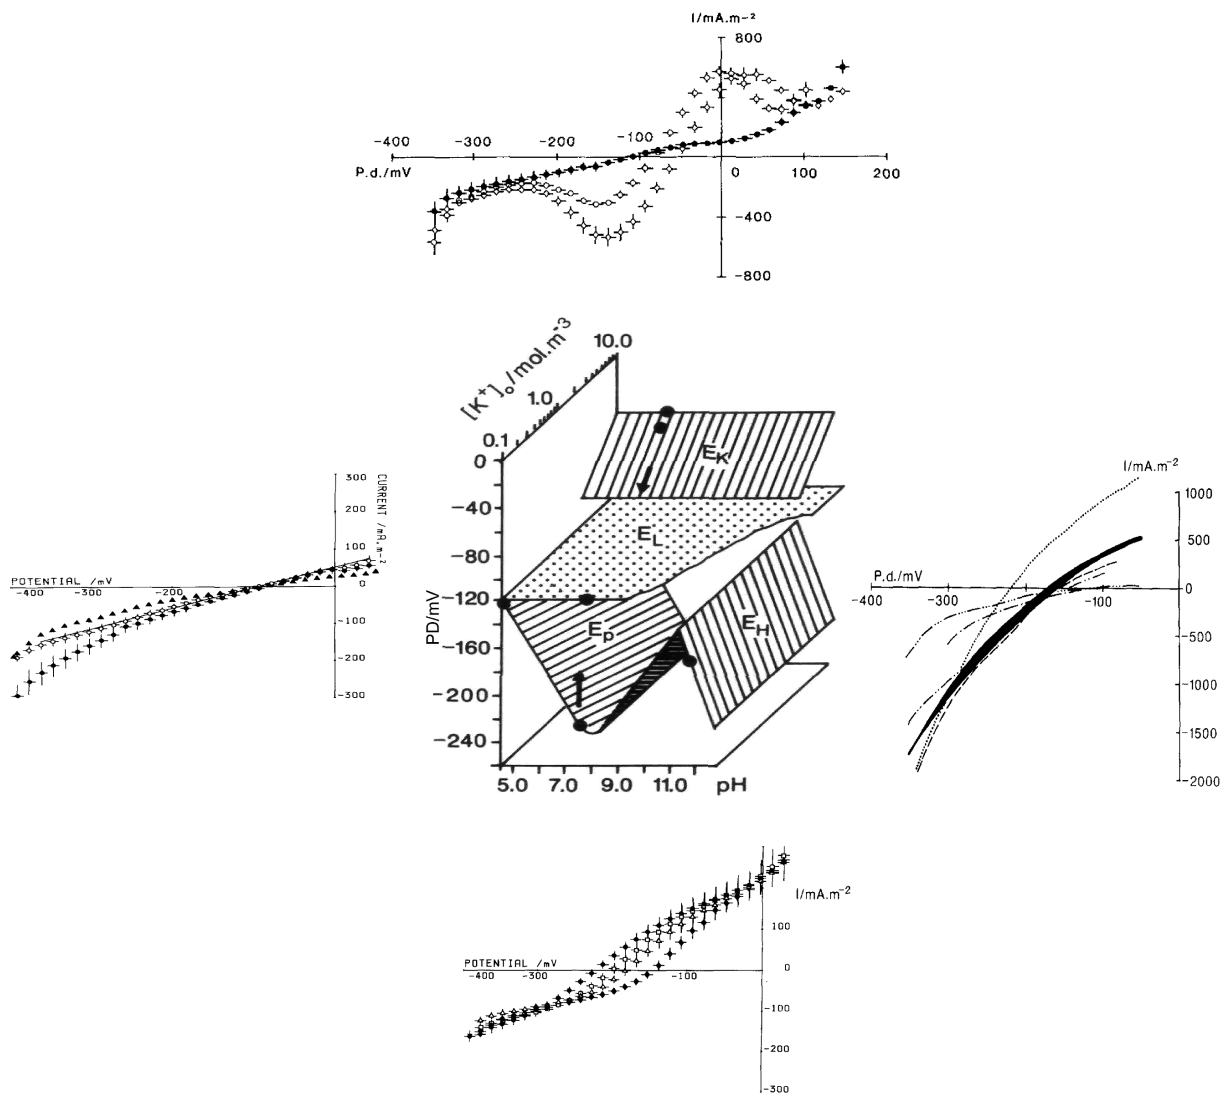 I/mA.m⁻²
800
-400 -300 -200 -100
P.d./mV 0 100 200
-400
-800
[K⁺]ₒ/mol.m⁻³
0.1 1.0 10.0
PD/mV
0
-40
-80
-120
-160
-200
-240
E_K
E_L
E_p
E_H
5.0 7.0 9.0 11.0 pH
CURRENT /mA.m⁻²
300
200
100
0
-100
-200
-300
POTENTIAL /mV
-400 -300 -200
I/mA.m⁻²
1000
500
0
-500
-1000
-1500
-2000
P.d./mV
-400 -300 -200 -100
I/mA.m⁻²
100
0
-100
-200
-300
POTENTIAL /mV
-400 -300 -100